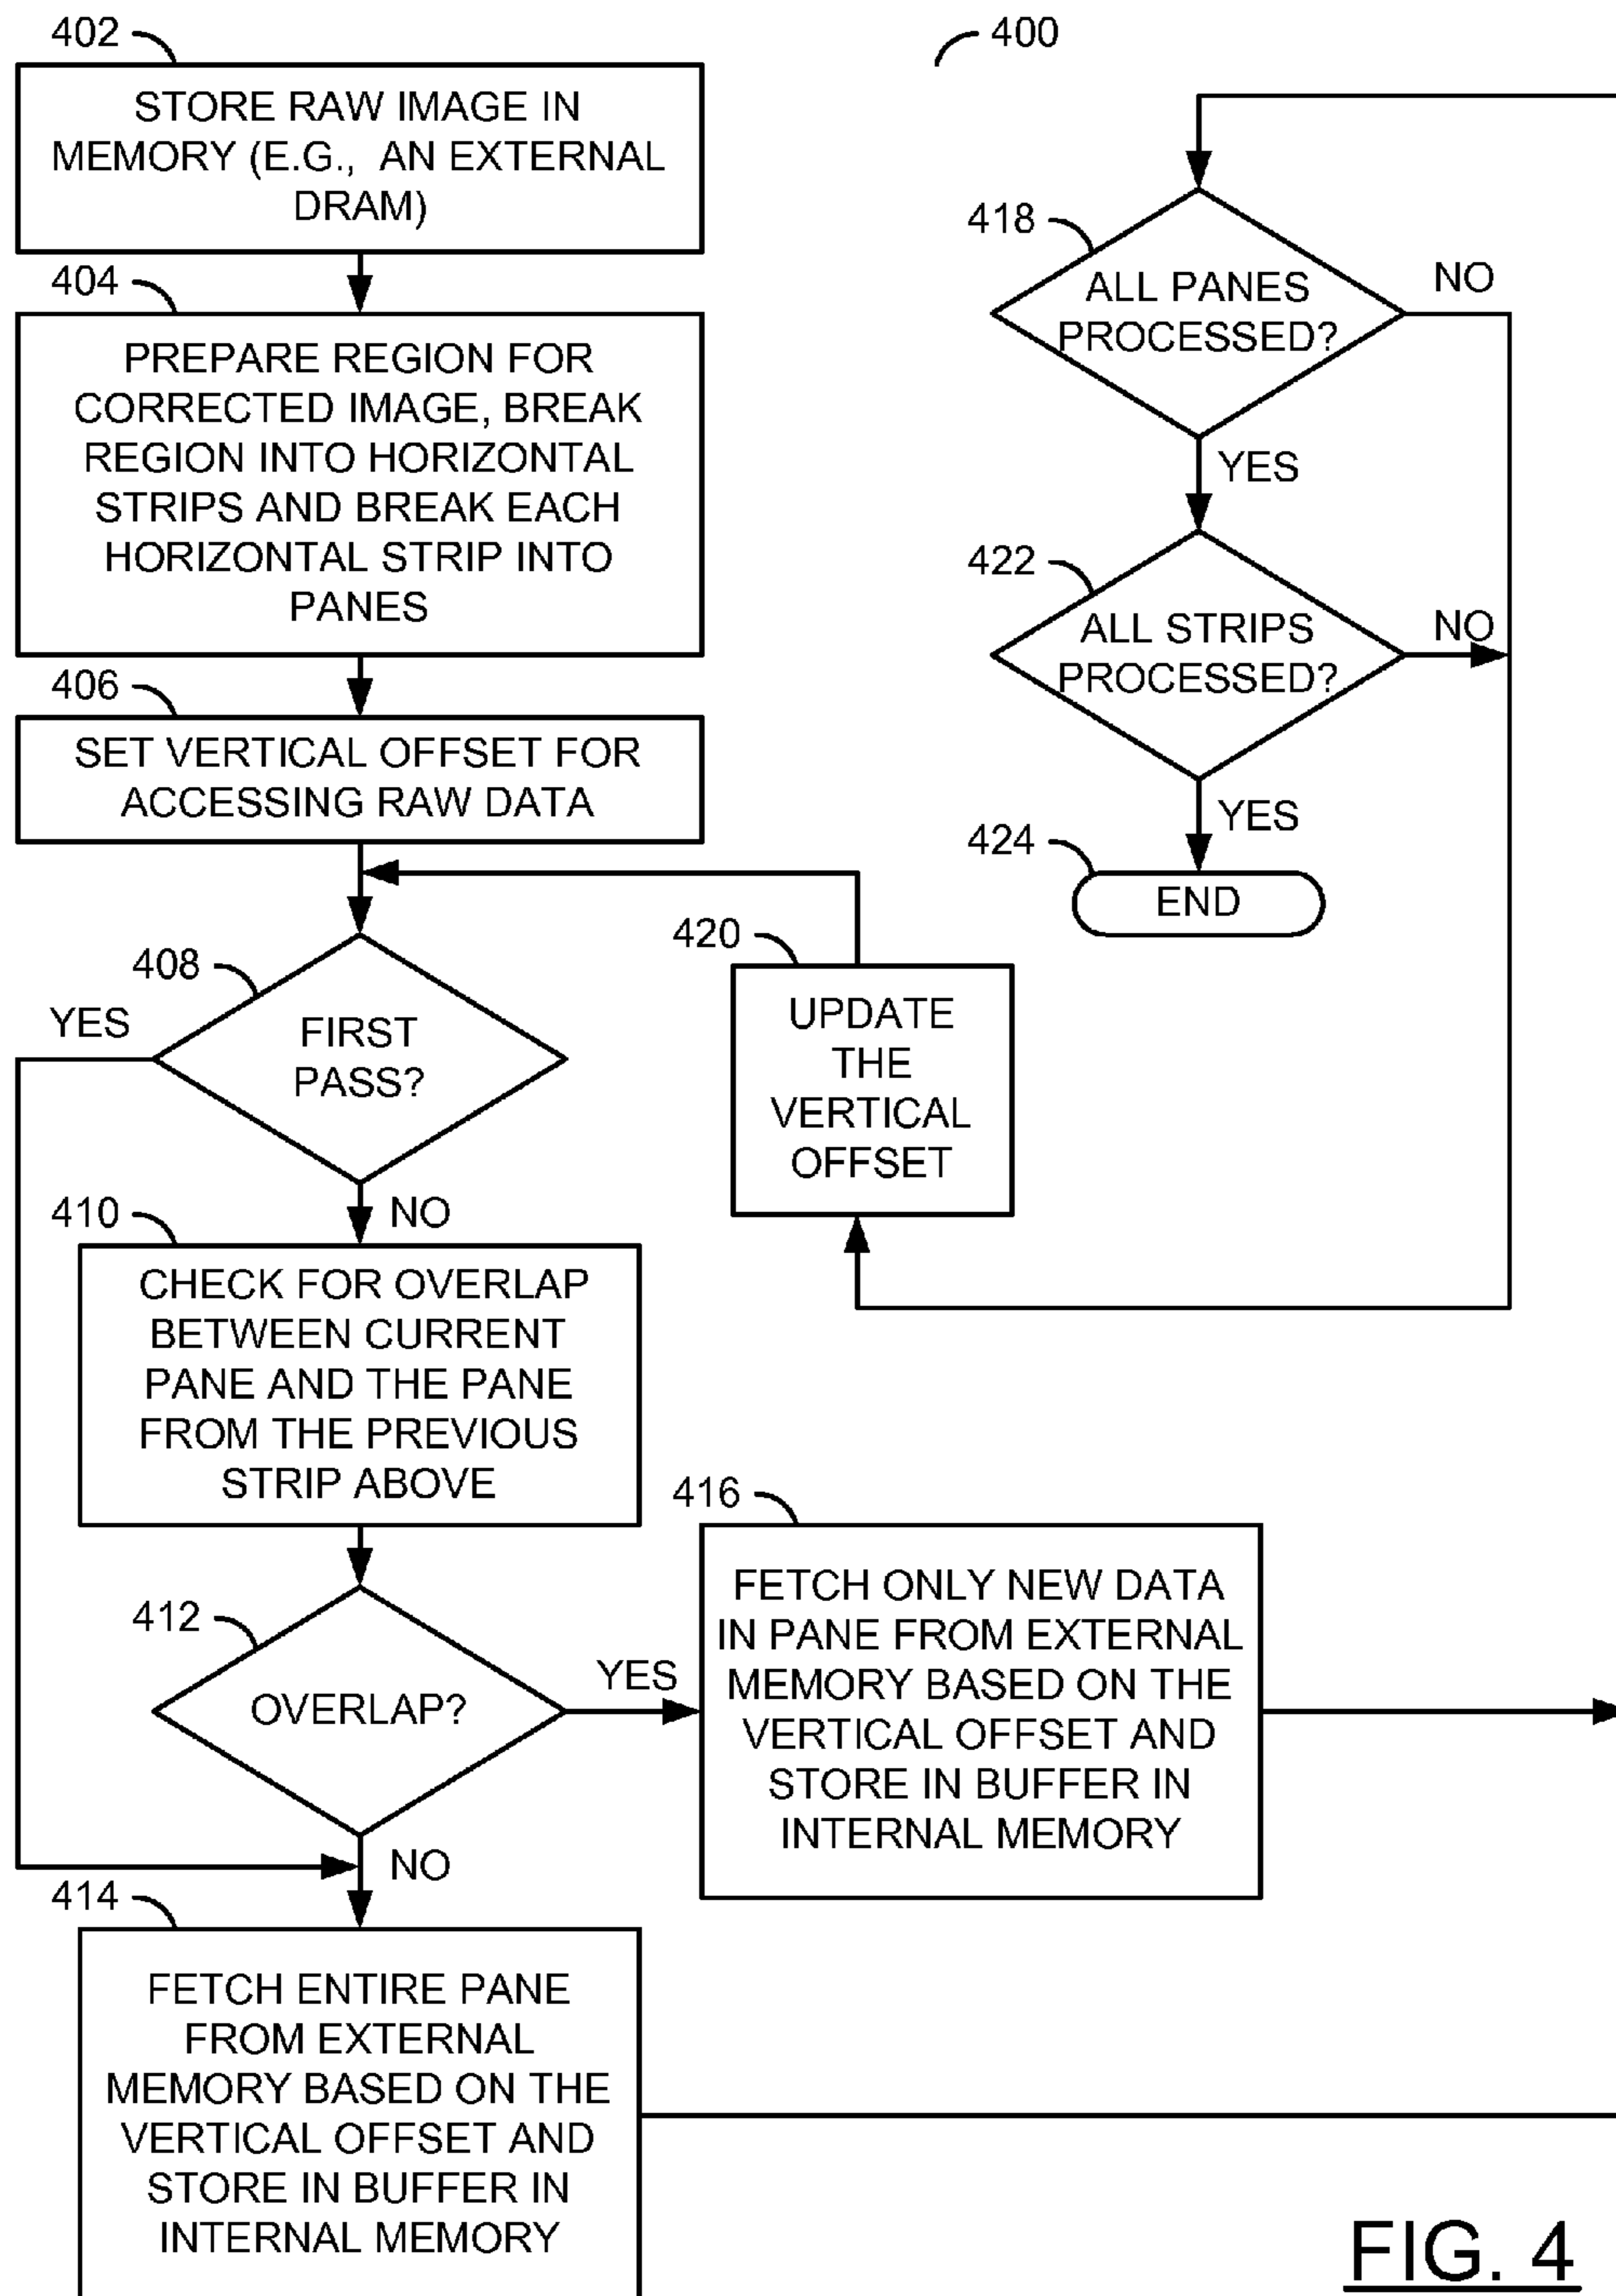 402
STORE RAW IMAGE IN
MEMORY (E.G., AN EXTERNAL
DRAM)
404
PREPARE REGION FOR
CORRECTED IMAGE, BREAK
REGION INTO HORIZONTAL
STRIPS AND BREAK EACH
HORIZONTAL STRIP INTO
PANES
406
SET VERTICAL OFFSET FOR
ACCESSING RAW DATA
408
YES
FIRST
PASS?
NO
410
CHECK FOR OVERLAP
BETWEEN CURRENT
PANE AND THE PANE
FROM THE PREVIOUS
STRIP ABOVE
412
OVERLAP?
YES
NO
414
FETCH ENTIRE PANE
FROM EXTERNAL
MEMORY BASED ON THE
VERTICAL OFFSET AND
STORE IN BUFFER IN
INTERNAL MEMORY
416
FETCH ONLY NEW DATA
IN PANE FROM EXTERNAL
MEMORY BASED ON THE
VERTICAL OFFSET AND
STORE IN BUFFER IN
INTERNAL MEMORY
420
UPDATE
THE
VERTICAL
OFFSET
400
418
ALL PANES
PROCESSED?
NO
YES
422
ALL STRIPS
PROCESSED?
NO
YES
424
END
FIG. 4